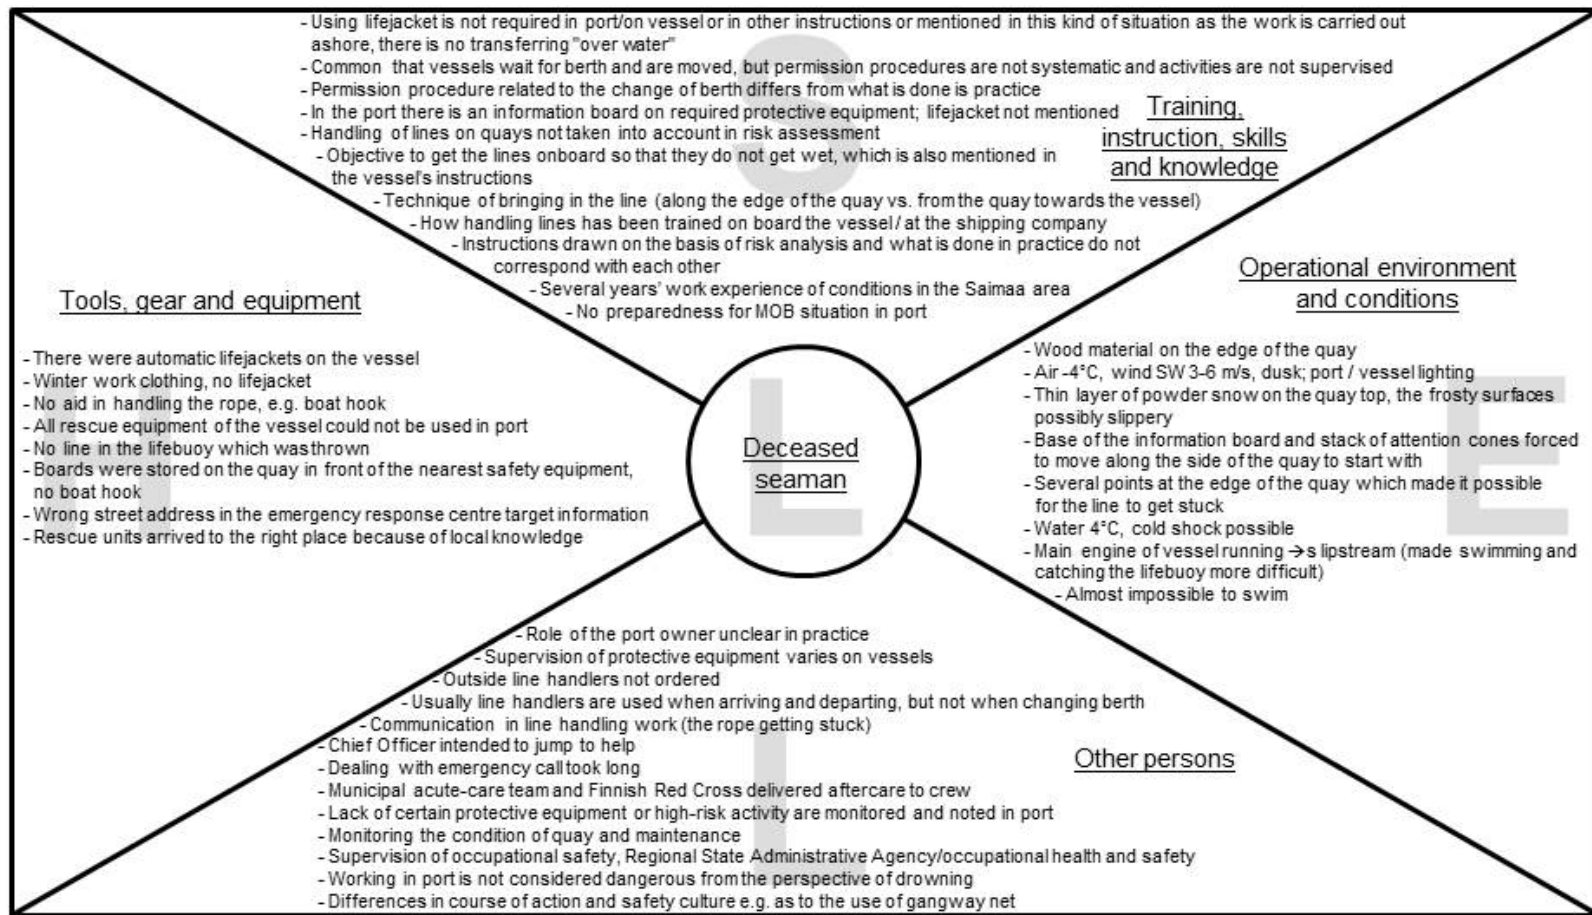 - Using lifejacket is not required in port/on vessel or in other instructions or mentioned in this kind of situation as the work is carried out
ashore, there is no transferring "over water"
- Common that vessels wait for berth and are moved, but permission procedures are not systematic and activities are not supervised
- Permission procedure related to the change of berth differs from what is done is practice
- In the port there is an information board on required protective equipment; lifejacket not mentioned
- Handling of lines on quays not taken into account in risk assessment
- Objective to get the lines onboard so that they do not get wet, which is also mentioned in
the vessel's instructions
- Technique of bringing in the line (along the edge of the quay vs. from the quay towards the vessel)
- How handling lines has been trained on board the vessel/ at the shipping company
- Instructions drawn on the basis of risk analysis and what is done in practice do not
correspond with each other
- Several years' work experience of conditions in the Saimaa area
- No preparedness for MOB situation in port
Training,
instruction, skills
and knowledge
S
Tools, gear and equipment
- There were automatic lifejackets on the vessel
- Winter work clothing, no lifejacket
- No aid in handling the rope, e.g. boat hook
- All rescue equipment of the vessel could not be used in port
- No line in the lifebuoy which was thrown
- Boards were stored on the quay in front of the nearest safety equipment,
no boat hook
- Wrong street address in the emergency response centre target information
- Rescue units arrived to the right place because of local knowledge
H
Deceased
seaman
L
Operational environment
and conditions
- Wood material on the edge of the quay
- Air -4°C, wind SW 3-6 m/s, dusk; port / vessel lighting
- Thin layer of powder snow on the quay top, the frosty surfaces
possibly slippery
- Base of the information board and stack of attention cones forced
to move along the side of the quay to start with
- Several points at the edge of the quay which made it possible
for the line to get stuck
- Water 4°C, cold shock possible
- Main engine of vessel running →s lipstream (made swimming and
catching the lifebuoy more difficult)
- Almost impossible to swim
E
- Role of the port owner unclear in practice
- Supervision of protective equipment varies on vessels
- Outside line handlers not ordered
- Usually line handlers are used when arriving and departing, but not when changing berth
- Communication in line handling work (the rope getting stuck)
- Chief Officer intended to jump to help
- Dealing with emergency call took long
- Municipal acute-care team and Finnish Red Cross delivered aftercare to crew
- Lack of certain protective equipment or high-risk activity are monitored and noted in port
- Monitoring the condition of quay and maintenance
- Supervision of occupational safety, Regional State Administrative Agency/occupational health and safety
- Working in port is not considered dangerous from the perspective of drowning
- Differences in course of action and safety culture e.g. as to the use of gangway net
Other persons
L